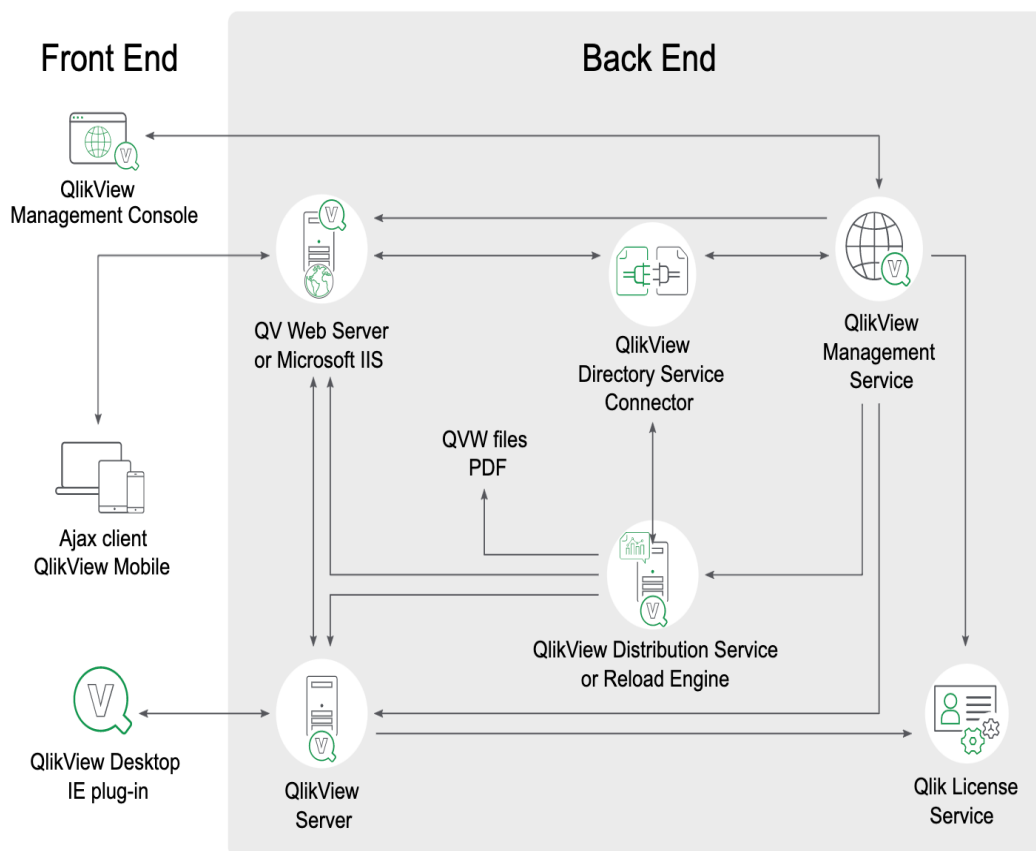 Front End
Back End
QlikView
Management Console
QV Web Server
or Microsoft IIS
QlikView
Directory Service
Connector
QlikView
Management
Service
QVW files
PDF
Ajax client
QlikView Mobile
QlikView Distribution Service
or Reload Engine
QlikView Desktop
IE plug-in
QlikView
Server
Qlik License
Service